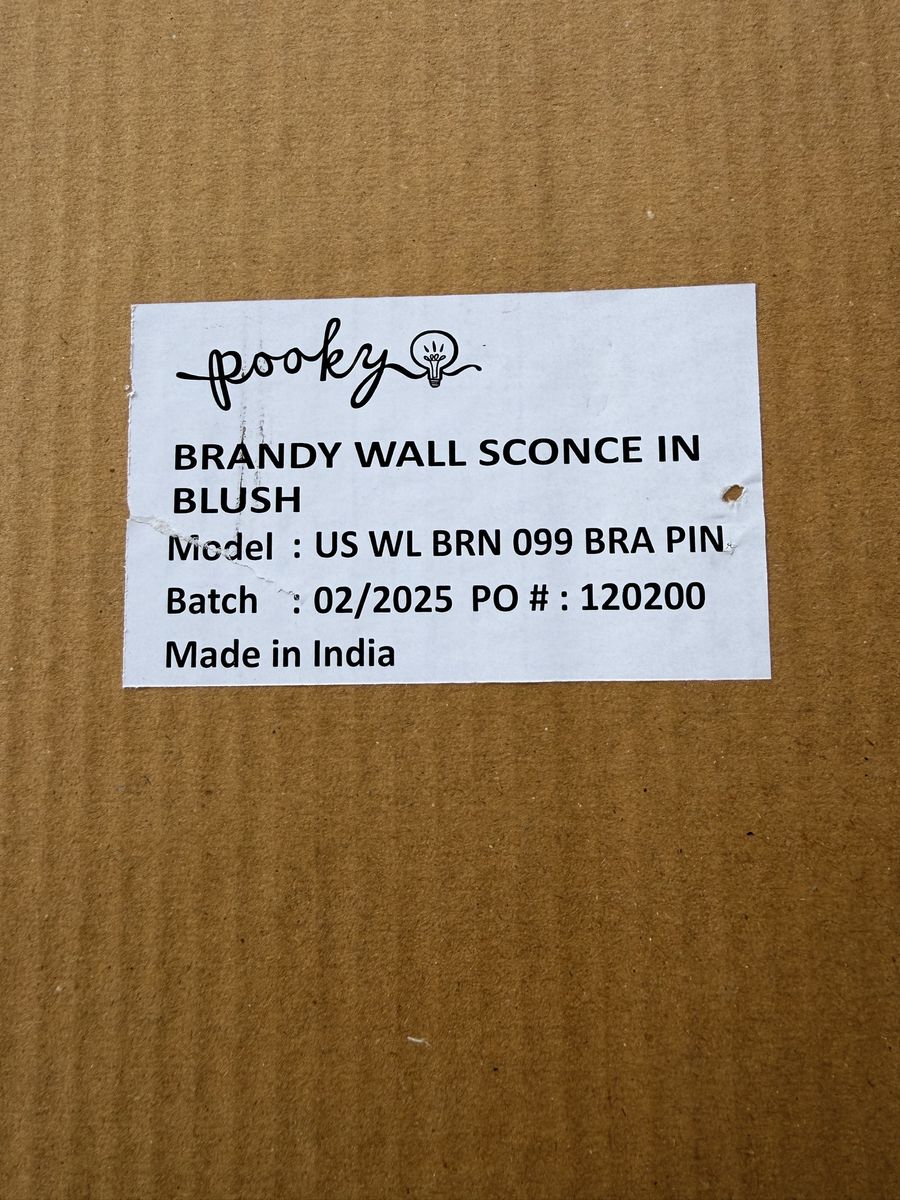 pooky
BRANDY WALL SCONCE IN
BLUSH
Model : US WL BRN 099 BRA PIN
Batch : 02/2025 PO # : 120200
Made in India